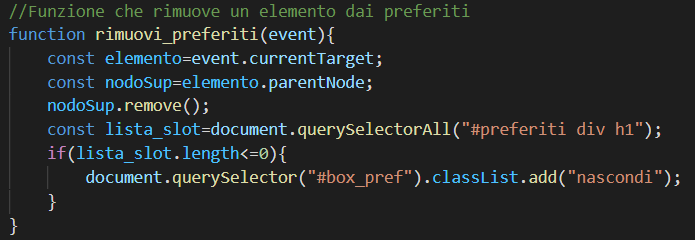 //Funzione che rimuove un elemento dai preferiti
function rimuovi_preferiti(event){
    const elemento=event.currentTarget;
    const nodoSup=elemento.parentNode;
    nodoSup.remove();
    const lista_slot=document.querySelectorAll("#preferiti div h1");
    if(lista_slot.length<=0){
        document.querySelector("#box_pref").classList.add("nascondi");
    }
}